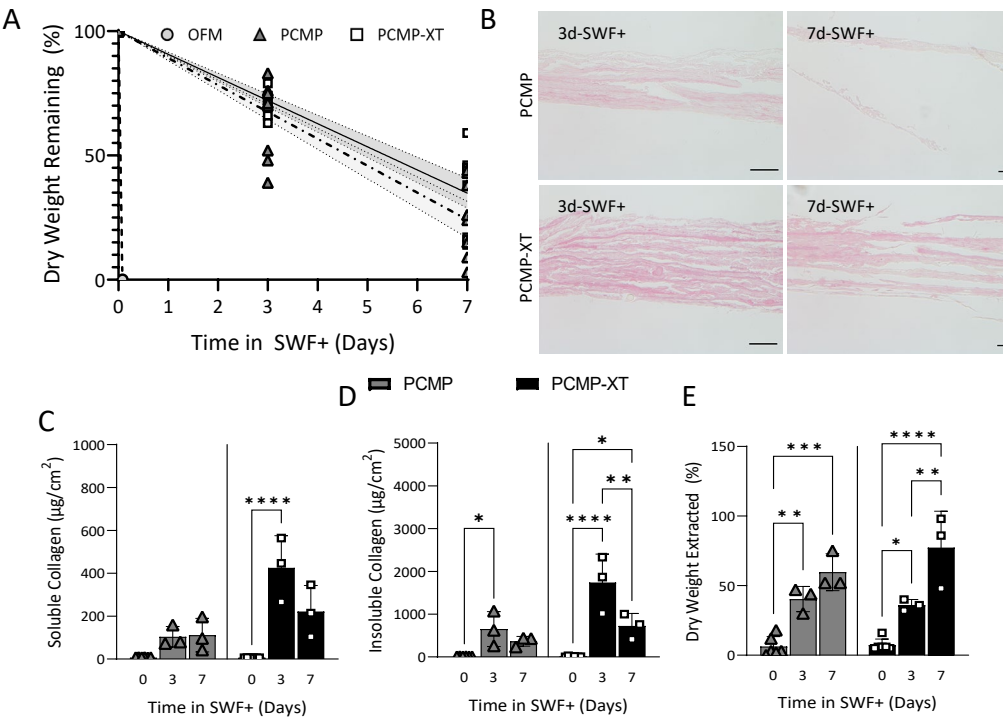 A
OFM PCMP PCMP-XT
Dry Weight Remaining (%)
100
50
0
0 1 2 3 4 5 6 7
Time in SWF+ (Days)
B
3d-SWF+ 7d-SWF+
PCMP
3d-SWF+ 7d-SWF+
PCMP-XT
PCMP PCMP-XT
C
Soluble Collagen (µg/cm²)
1000
800
600
400
200
0
****
0 3 7 0 3 7
Time in SWF+ (Days)
D
Insoluble Collagen (µg/cm²)
5000
4000
3000
2000
1000
0
*
*
**
****
0 3 7 0 3 7
Time in SWF+ (Days)
E
Dry Weight Extracted (%)
150
100
50
0
***
**
****
**
*
0 3 7 0 3 7
Time in SWF+ (Days)